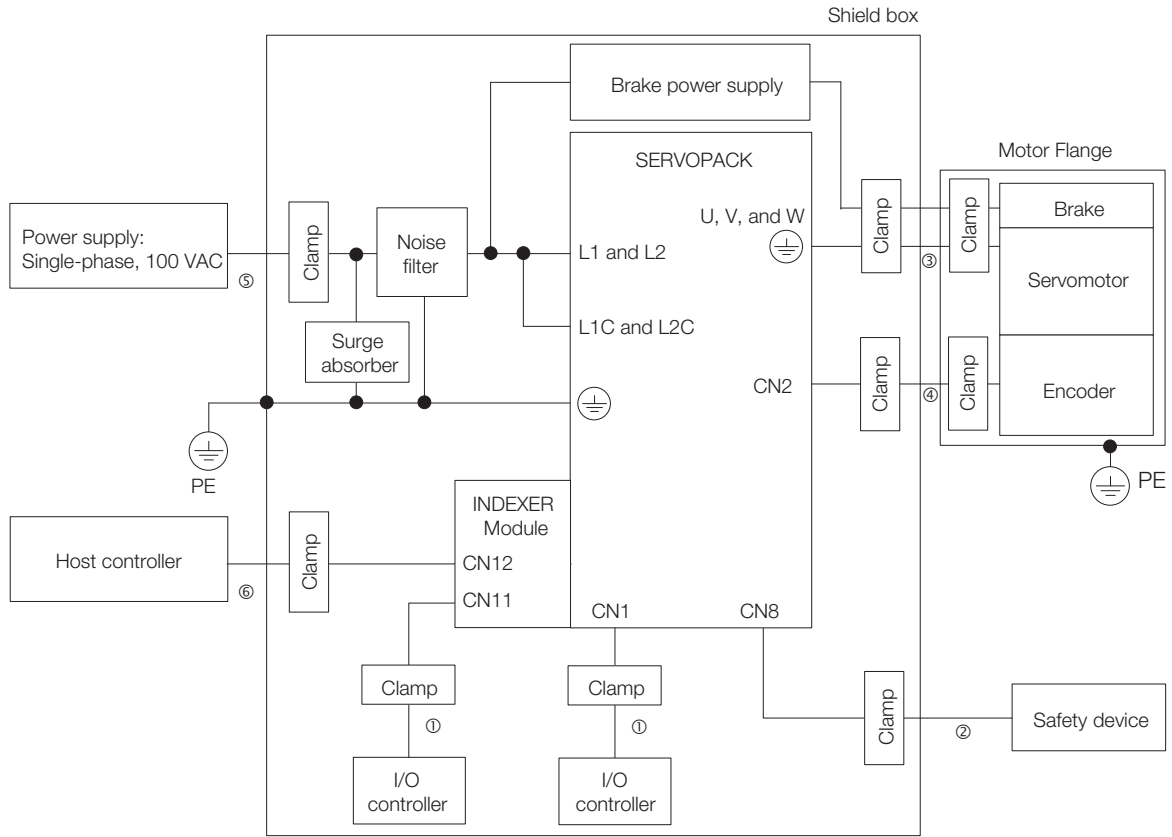 Shield box
Brake power supply
SERVOPACK
Motor Flange
U, V, and W
Clamp
Clamp
Brake
Power supply:
Single-phase, 100 VAC
⑤
Clamp
Noise
filter
L1 and L2
③
Servomotor
L1C and L2C
Surge
absorber
CN2
Clamp
④
Clamp
Encoder
PE
PE
INDEXER
Module
Host controller
⑥
Clamp
CN12
CN11
CN1
CN8
Clamp
Clamp
Clamp
②
Safety device
①
①
I/O
controller
I/O
controller